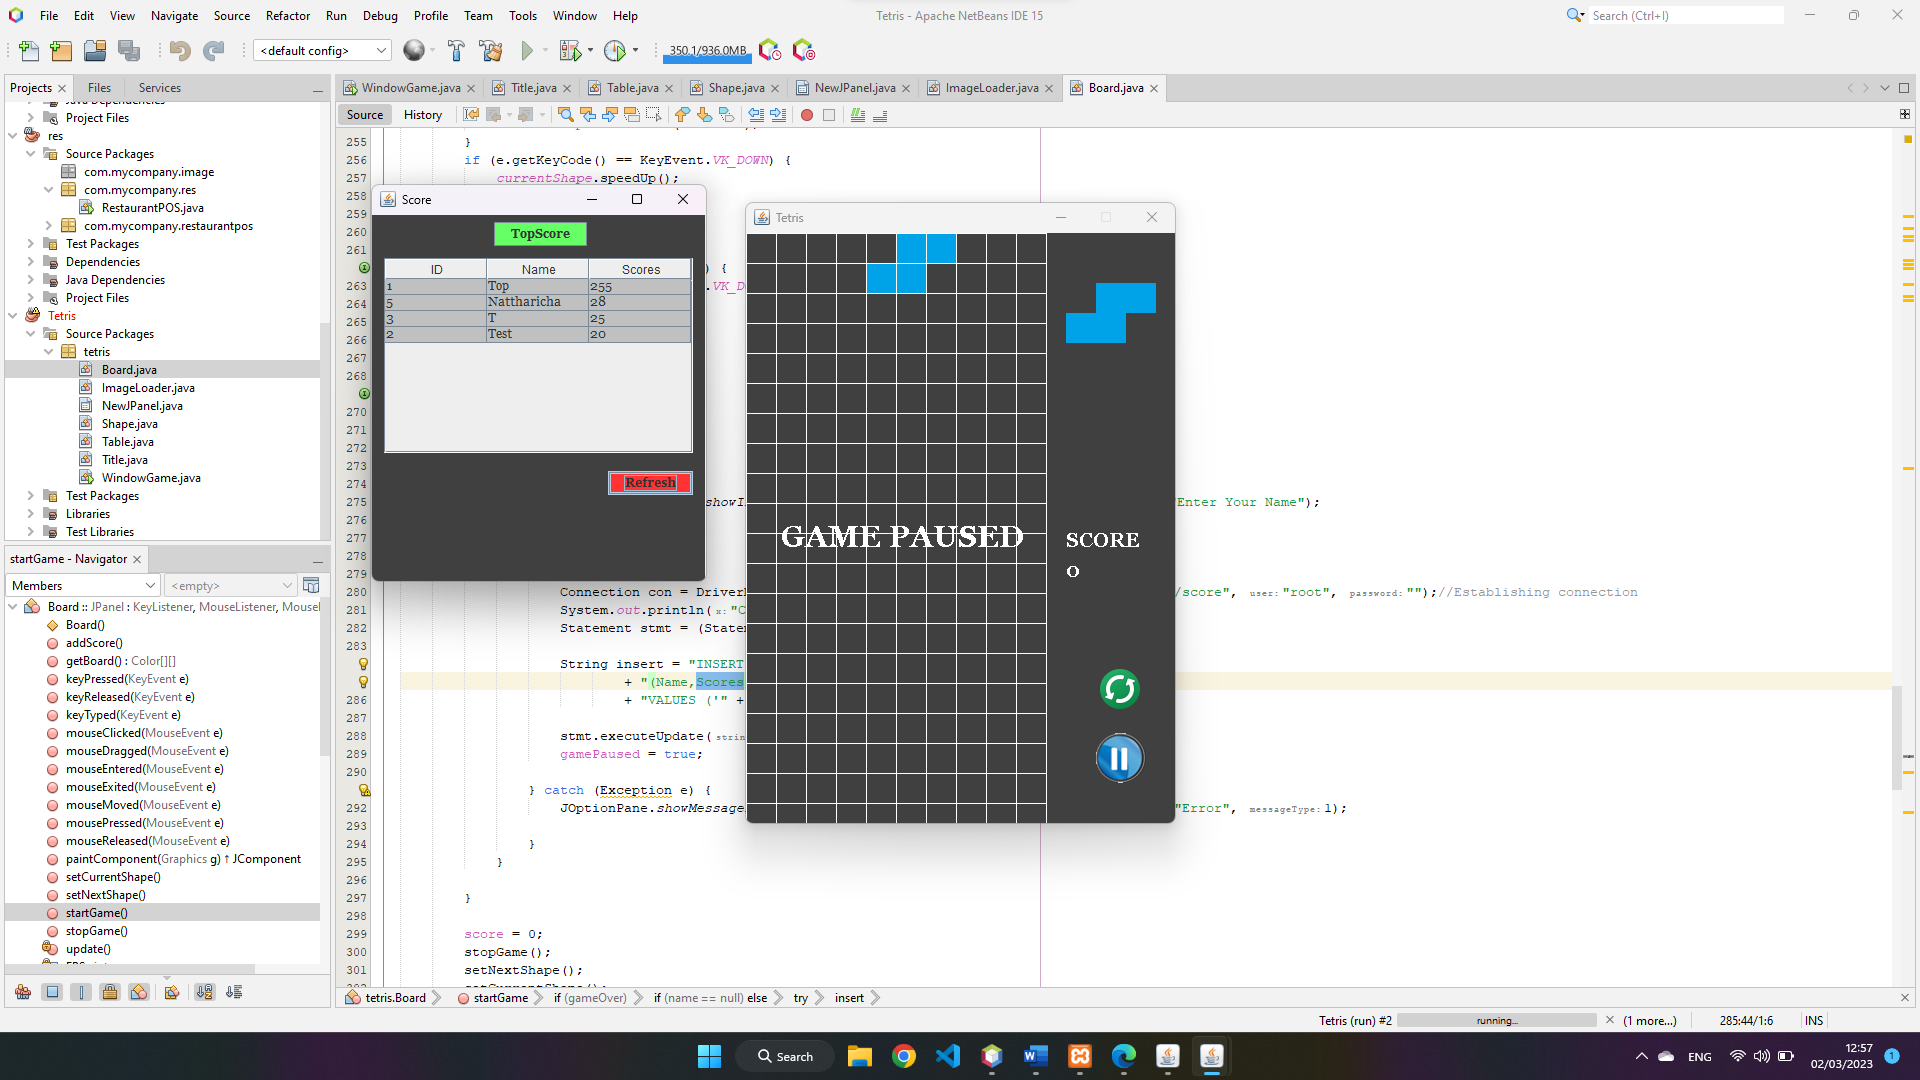 File Edit View Navigate Source Refactor Run Debug Profile Team Tools Window Help
Tetris - Apache NetBeans IDE 15
Search (Ctrl+I)
<default config>
350.1/936.0MB
Projects Files Services
Java Dependencies
Project Files
res
Source Packages
com.mycompany.image
com.mycompany.res
RestaurantPOS.java
com.mycompany.restaurantpos
Test Packages
Dependencies
Java Dependencies
Project Files
Tetris
Source Packages
tetris
Board.java
ImageLoader.java
NewJPanel.java
Shape.java
Table.java
Title.java
WindowGame.java
Test Packages
Libraries
Test Libraries
startGame - Navigator
Members <empty>
Board :: JPanel : KeyListener, MouseListener, Mousel
Board()
addScore()
getBoard() : Color[][]
keyPressed(KeyEvent e)
keyReleased(KeyEvent e)
keyTyped(KeyEvent e)
mouseClicked(MouseEvent e)
mouseDragged(MouseEvent e)
mouseEntered(MouseEvent e)
mouseExited(MouseEvent e)
mouseMoved(MouseEvent e)
mousePressed(MouseEvent e)
mouseReleased(MouseEvent e)
paintComponent(Graphics g) ↑ JComponent
setCurrentShape()
setNextShape()
startGame()
stopGame()
update()
WindowGame.java Title.java Table.java Shape.java NewJPanel.java ImageLoader.java Board.java
Source History
255 }
256 if (e.getKeyCode() == KeyEvent.VK_DOWN) {
257 currentShape.speedUp();
258
259
260
261
) {
263 .VK_D
264
265
266
267
268
270
271
272
273
274
275 showI "Enter Your Name");
276
277
278
279
280 Connection con = DriverM /score", user: "root", password: "");//Establishing connection
281 System.out.println( x: "C
282 Statement stmt = (Statem
283
String insert = "INSERT
+ "(Name,Scores
286 + "VALUES ('" +
287
288 stmt.executeUpdate( strin
289 gamePaused = true;
290
} catch (Exception e) {
292 JOptionPane.showMessage "Error", messageType: 1);
293
294 }
295 }
296
297 }
298
299 score = 0;
300 stopGame();
301 setNextShape();
Score
TopScore
ID Name Scores
1 Top 255
5 Nattharicha 28
3 T 25
2 Test 20
Refresh
Tetris
GAME PAUSED
SCORE
0
tetris.Board startGame if (gameOver) if (name == null) else try insert
Tetris (run) #2 running... (1 more...) 285:44/1:6 INS
Search
ENG
12:57
02/03/2023
1